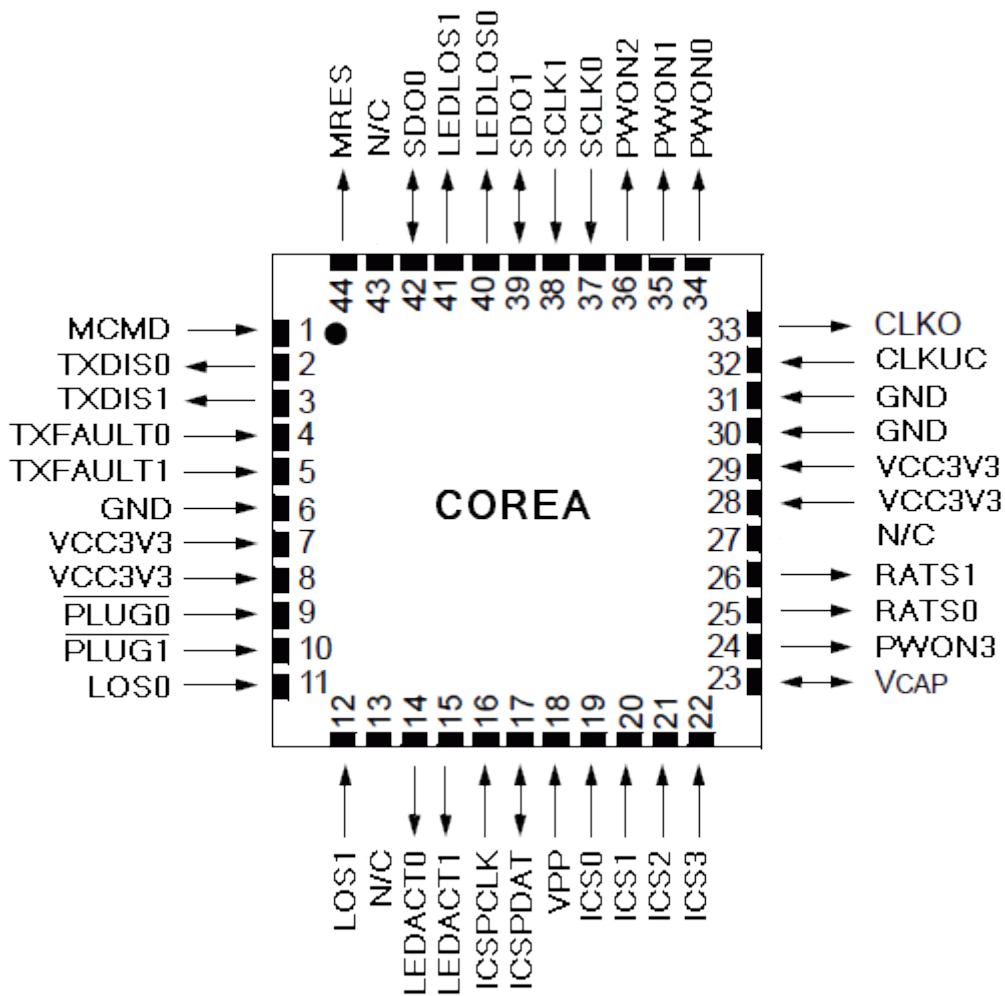 MRES
N/C
SDO0
LEDLOS1
LEDLOS0
SDO1
SCLK1
SCLK0
PWON2
PWON1
PWON0
44
43
42
41
40
39
38
37
36
35
34
MCMD 1
TXDIS0 2
TXDIS1 3
TXFAULT0 4
TXFAULT1 5
GND 6
VCC3V3 7
VCC3V3 8
PLUG0 9
PLUG1 10
LOS0 11
COREA
33 CLKO
32 CLKUC
31 GND
30 GND
29 VCC3V3
28 VCC3V3
27 N/C
26 RATS1
25 RATS0
24 PWON3
23 VCAP
12
13
14
15
16
17
18
19
20
21
22
LOS1
N/C
LEDACT0
LEDACT1
ICSPCLK
ICSPDAT
VPP
ICS0
ICS1
ICS2
ICS3